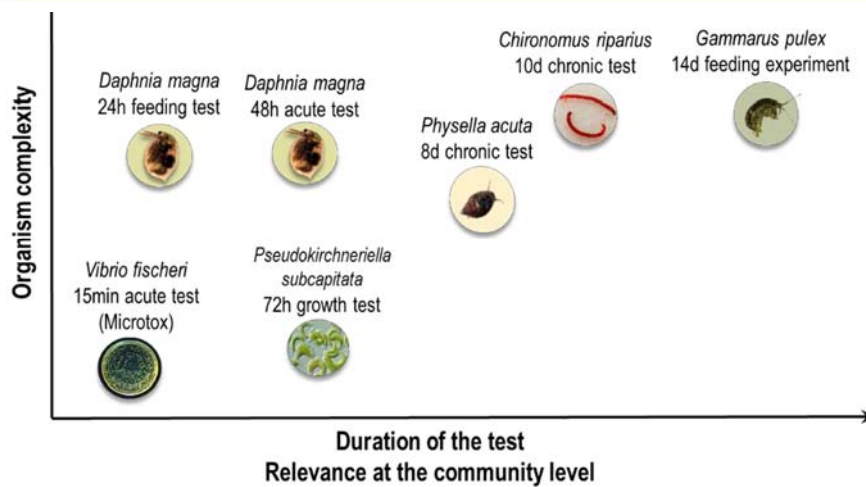 Organism complexity
Daphnia magna
24h feeding test
Daphnia magna
48h acute test
Chironomus riparius
10d chronic test
Gammarus pulex
14d feeding experiment
Physella acuta
8d chronic test
Vibrio fischeri
15min acute test
(Microtox)
Pseudokirchneriella
subcapitata
72h growth test
Duration of the test
Relevance at the community level